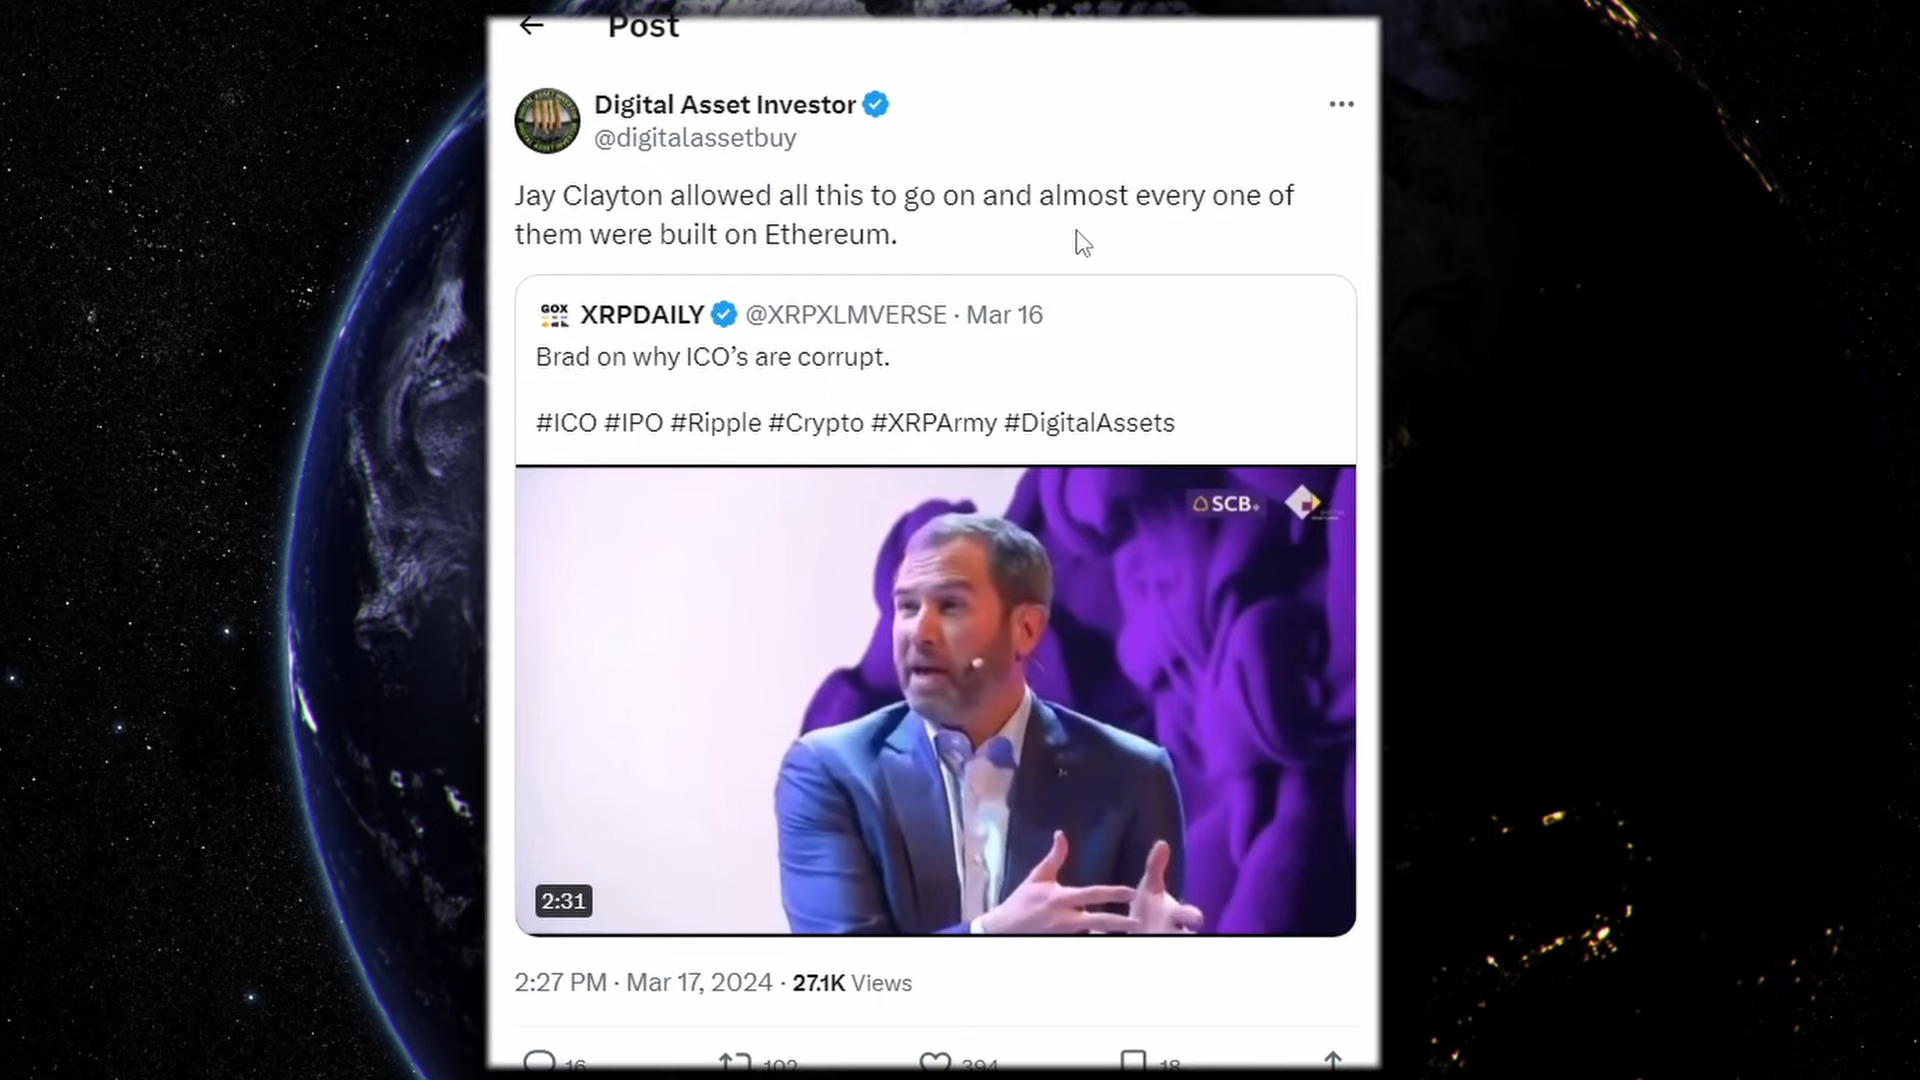 Post
Digital Asset Investor
@digitalassetbuy
Jay Clayton allowed all this to go on and almost every one of
them were built on Ethereum.
GOX XRPDAILY @XRPXLMVERSE · Mar 16
Brad on why ICO’s are corrupt.
#ICO #IPO #Ripple #Crypto #XRPArmy #DigitalAssets
SCB
2:31
2:27 PM · Mar 17, 2024 · 27.1K Views
16 102 394 18